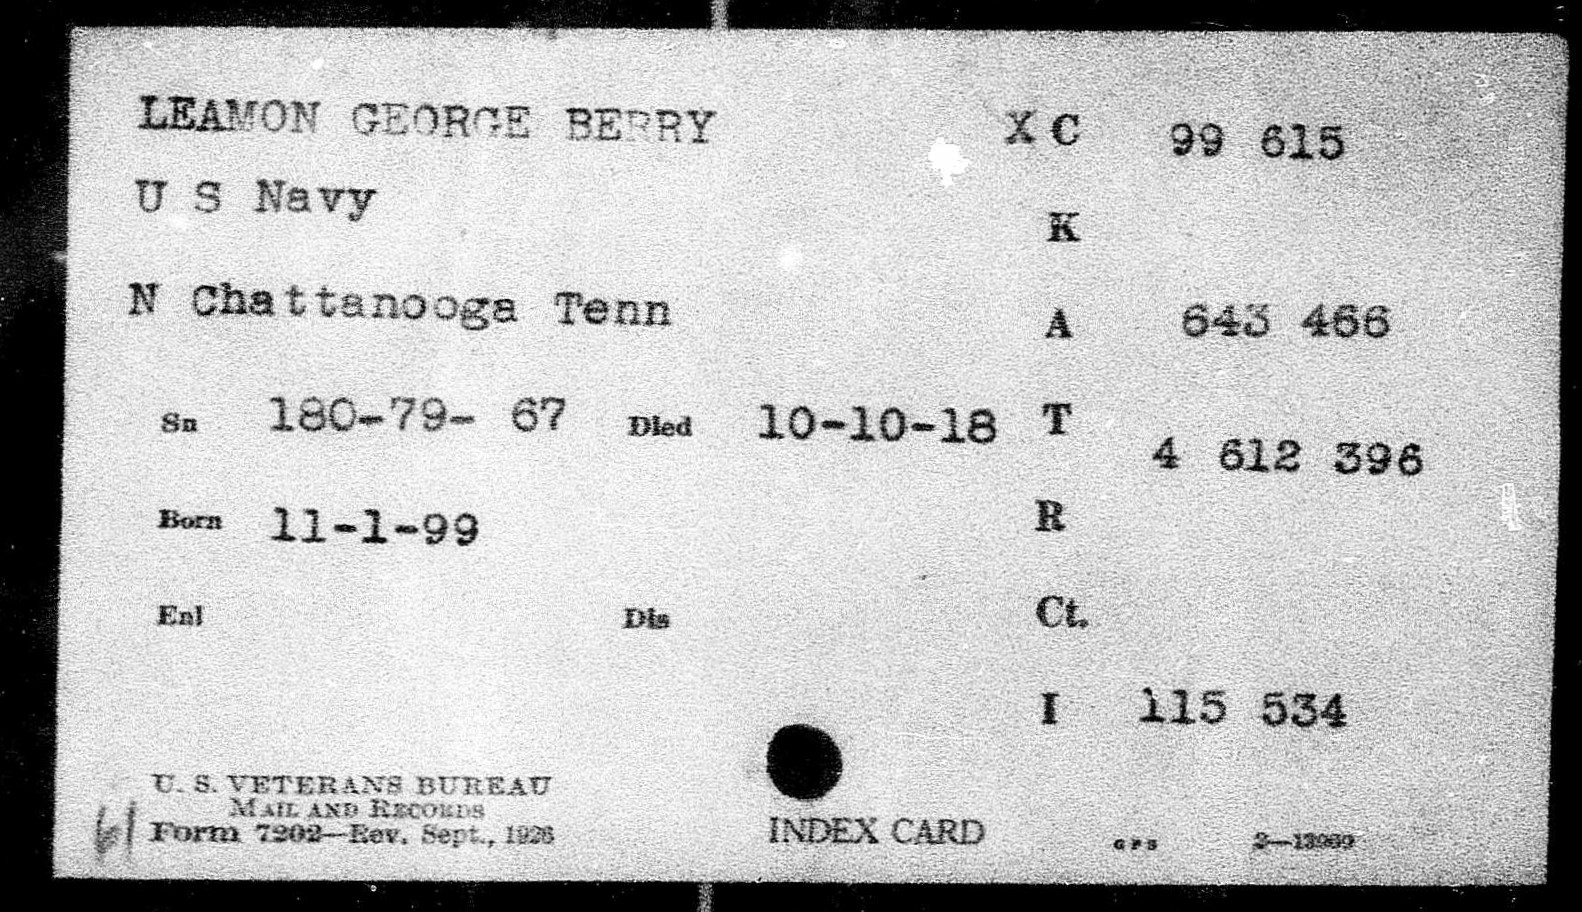 LEAMON GEORGE BERRY
X C 99 615
U S Navy
K
N Chattanooga Tenn
A 643 466
Sn 180-79- 67 Died 10-10-18
T 4 612 396
Born 11-1-99
R
Enl Dis
Ct.
I 115 534
U. S. VETERANS BUREAU
MAIL AND RECORDS
61 Form 7202—Rev. Sept., 1926
INDEX CARD
GPO